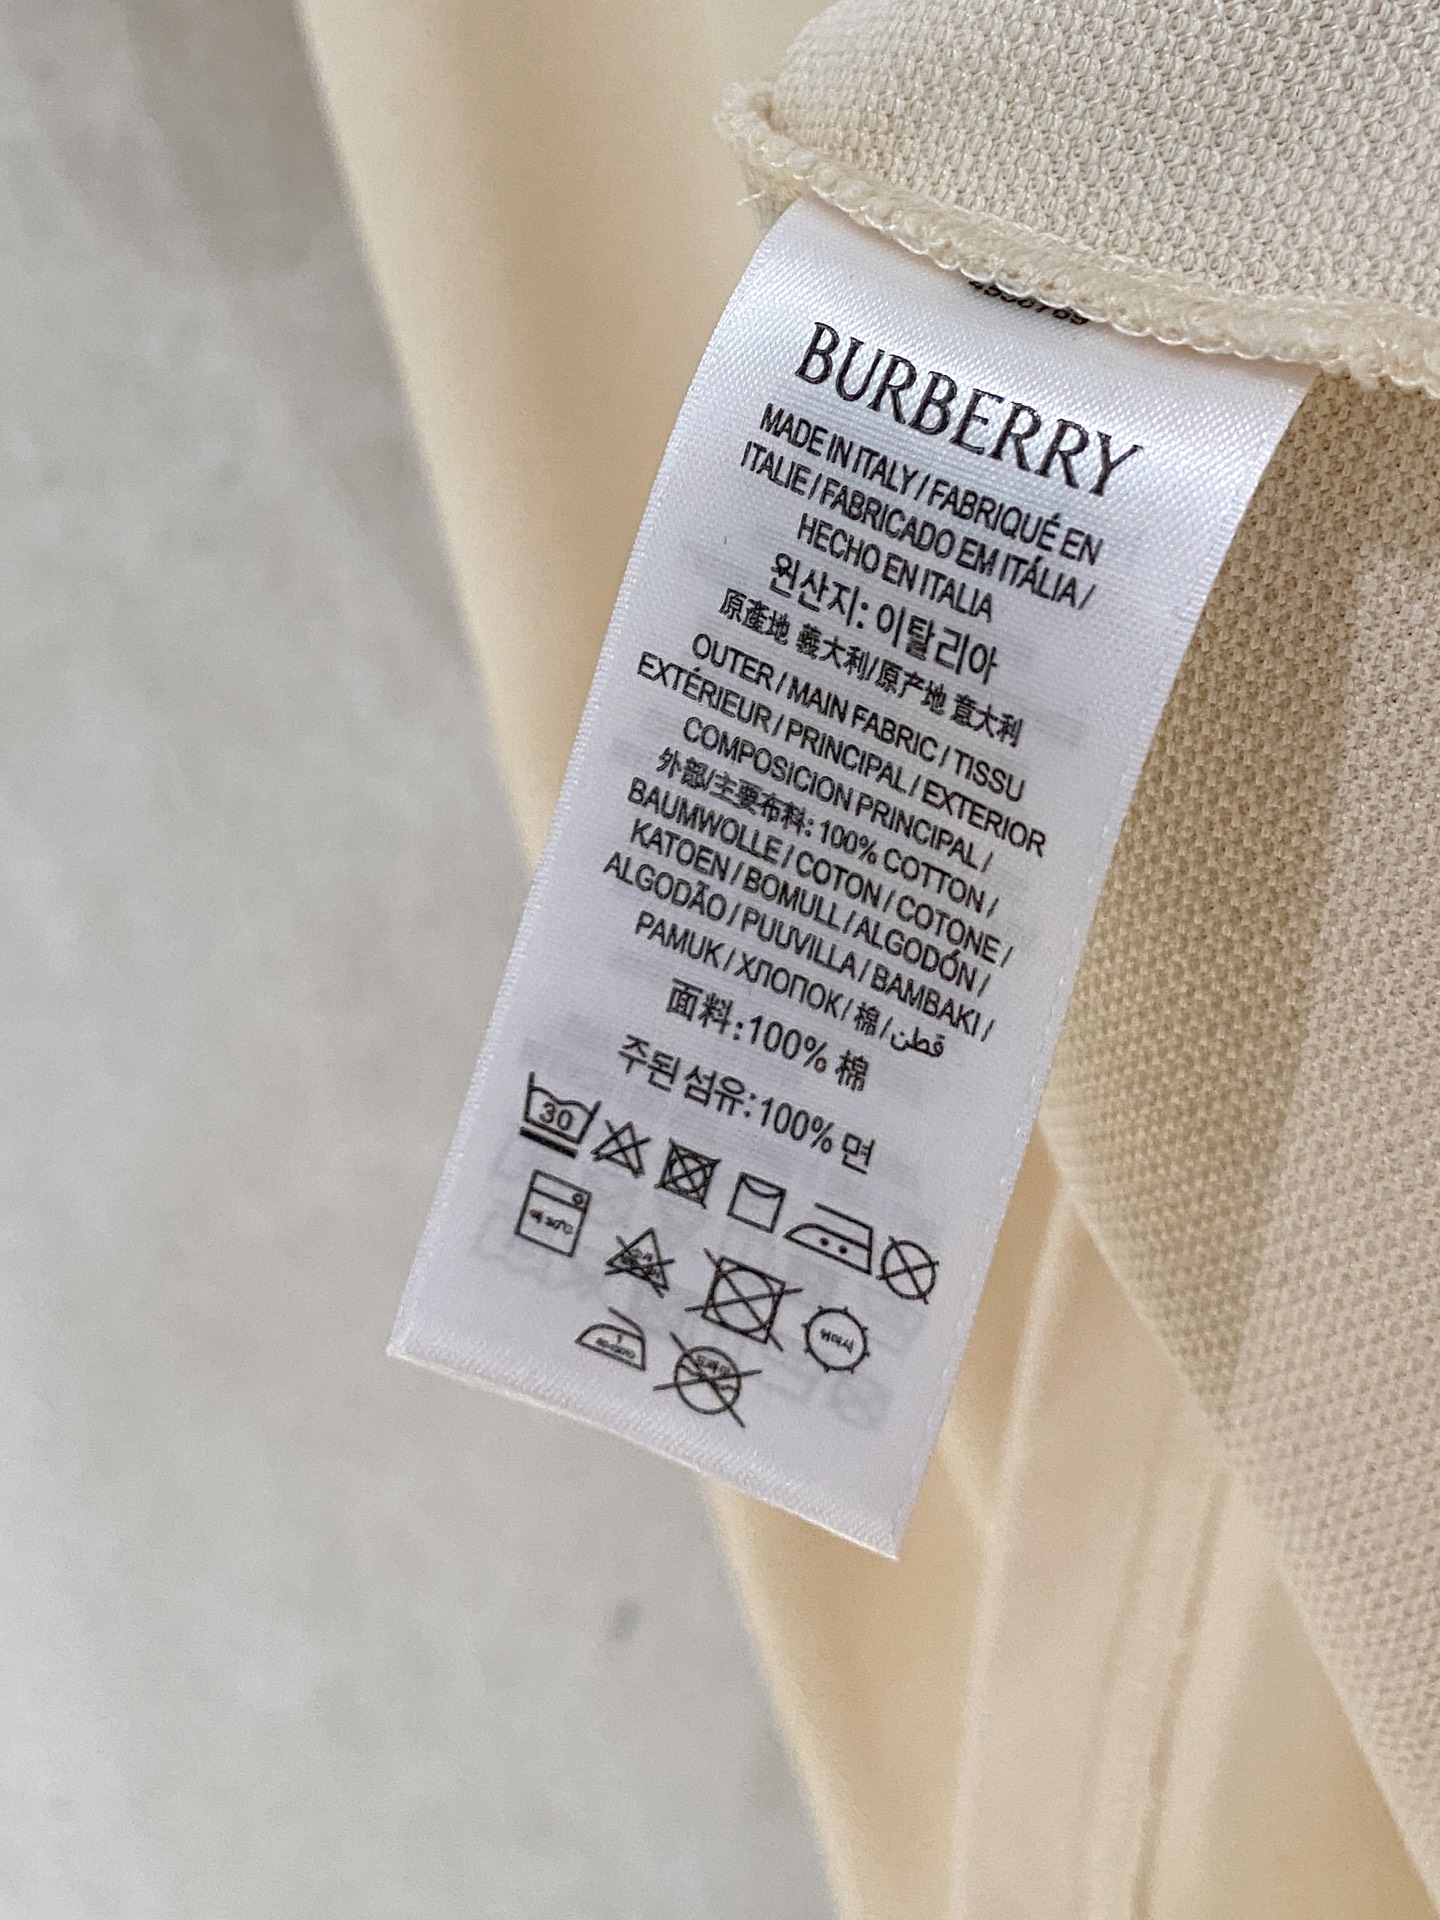 4556789
BURBERRY
MADE IN ITALY / FABRIQUÉ EN
ITALIE / FABRICADO EM ITÁLIA /
HECHO EN ITALIA
원산지: 이탈리아
原產地 義大利/原产地 意大利
OUTER / MAIN FABRIC / TISSU
EXTÉRIEUR / PRINCIPAL / EXTERIOR
COMPOSICION PRINCIPAL /
外部/主要布料: 100% COTTON /
BAUMWOLLE / COTON / COTONE /
KATOEN / BOMULL / ALGODÓN /
ALGODÃO / PUUVILLA / BAMBAKI /
PAMUK / ХЛОПОК / 棉 / قطن
面料:100% 棉
주된 섬유:100% 면
30